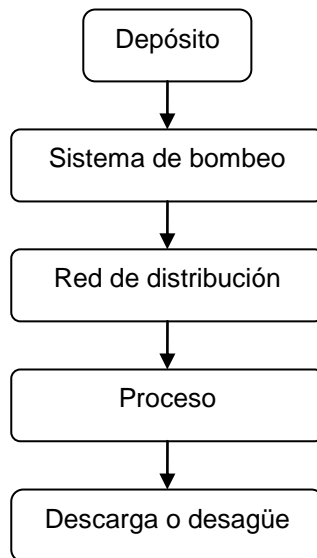 Depósito
Sistema de bombeo
Red de distribución
Proceso
Descarga o desagüe